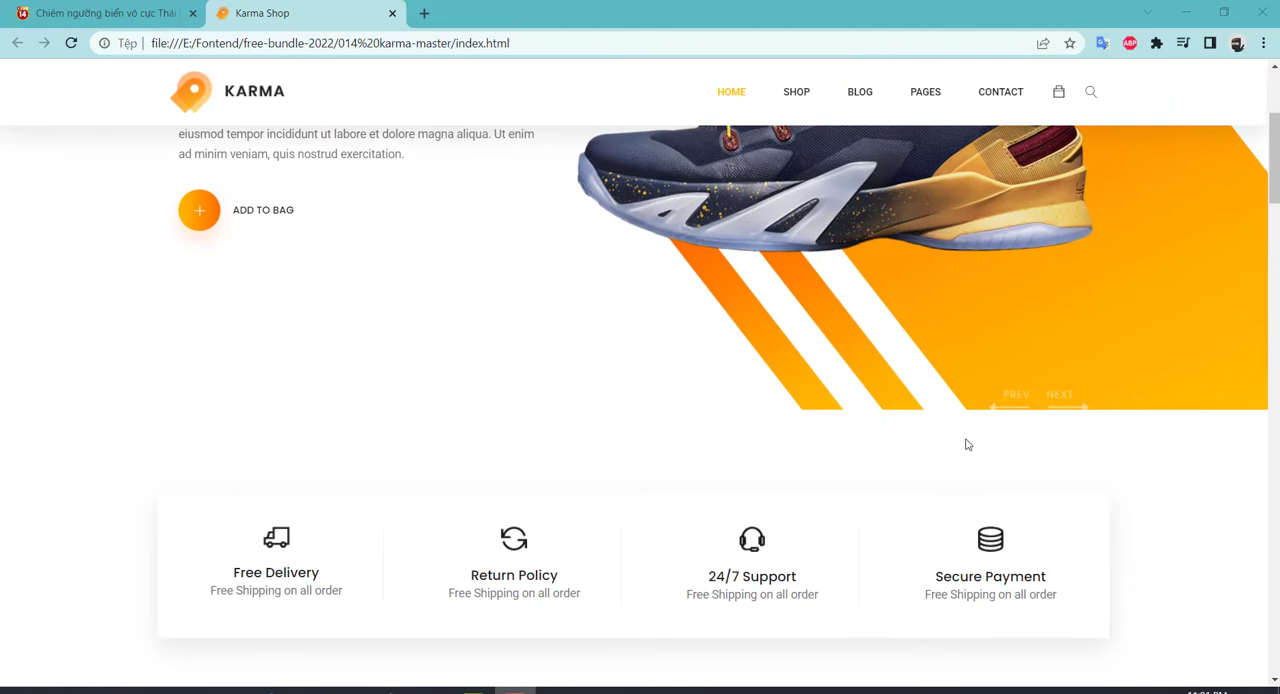 14 Chiêm ngưỡng biển vô cực Thái
Karma Shop
Tệp file:///E:/Fontend/free-bundle-2022/014%20karma-master/index.html
ABP
KARMA HOME SHOP BLOG PAGES CONTACT
eiusmod tempor incididunt ut labore et dolore magna aliqua. Ut enim
ad minim veniam, quis nostrud exercitation.
ADD TO BAG
PREV NEXT
Free Delivery
Free Shipping on all order
Return Policy
Free Shipping on all order
24/7 Support
Free Shipping on all order
Secure Payment
Free Shipping on all order